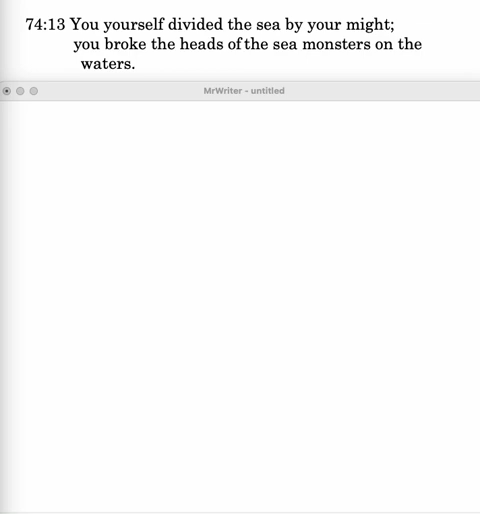 74:13 You yourself divided the sea by your might;
you broke the heads of the sea monsters on the
waters.
MrWriter - untitled